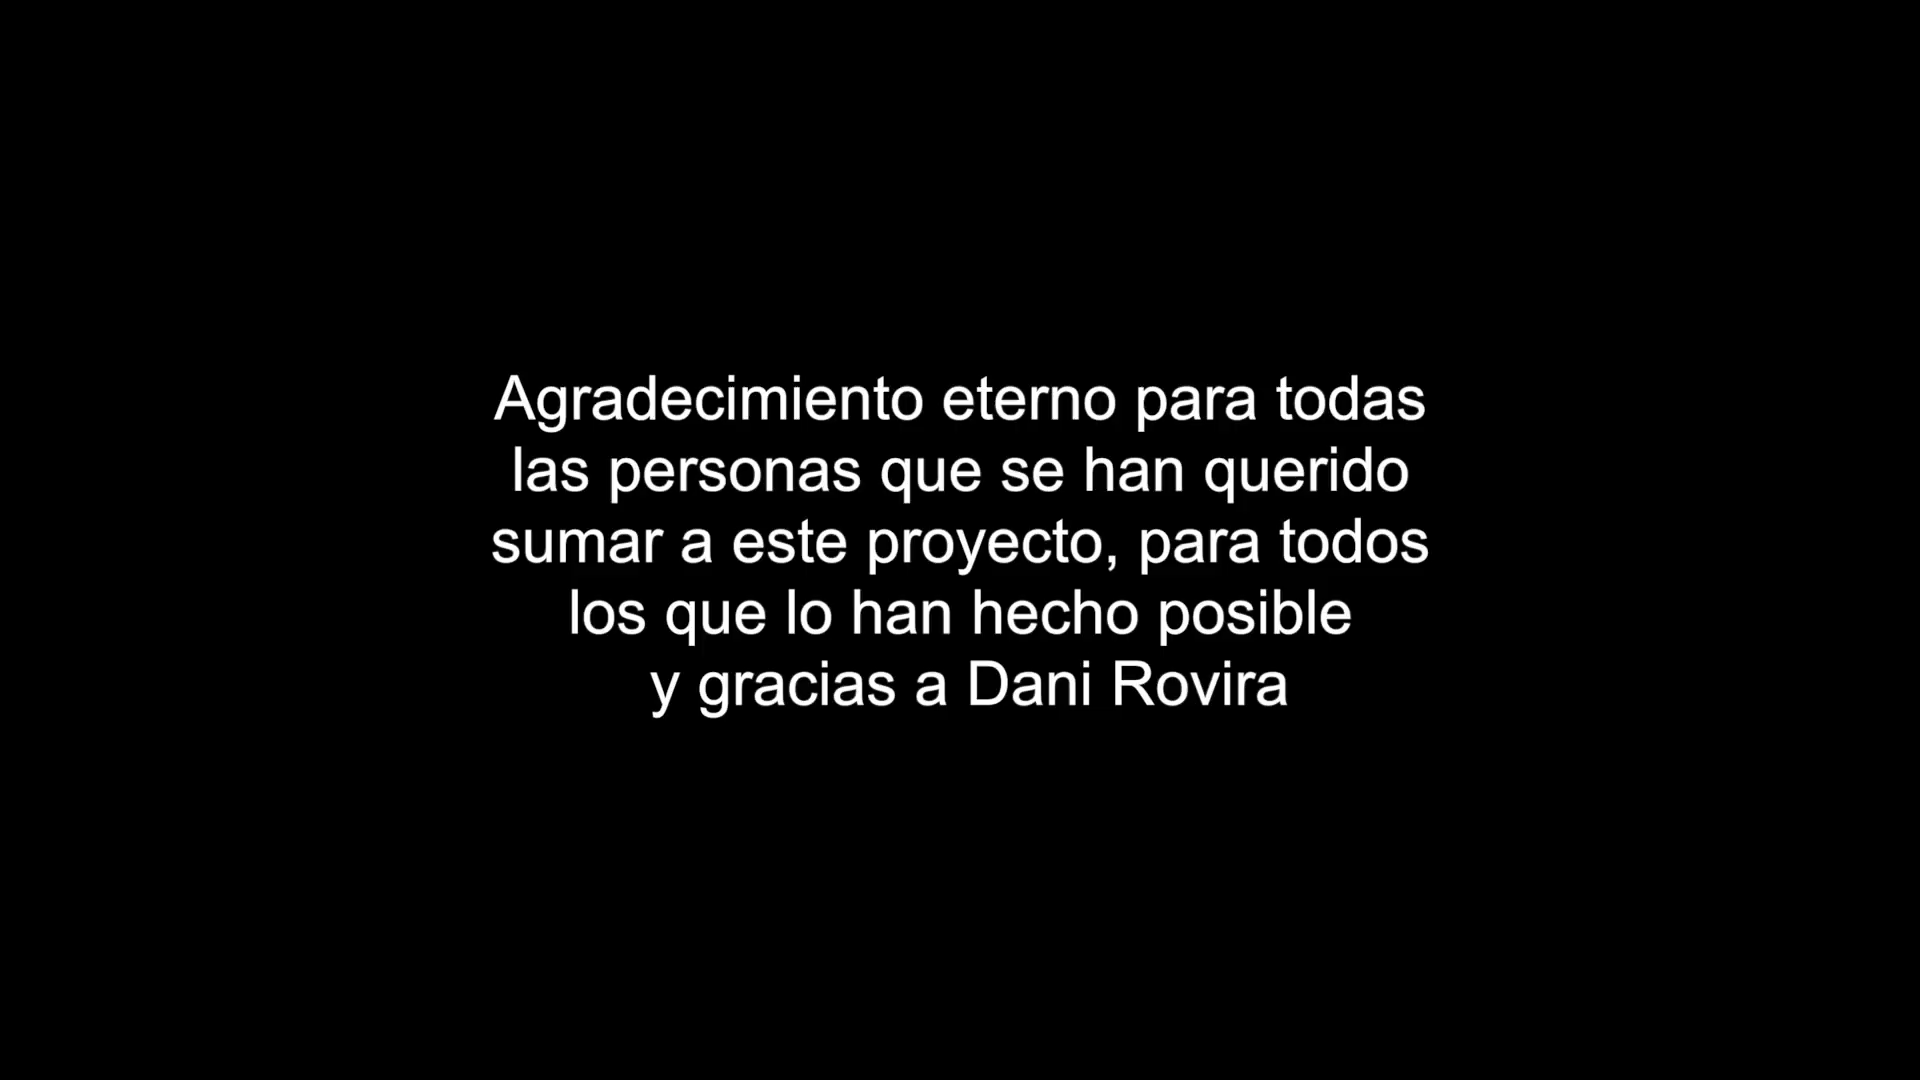 Agradecimiento eterno para todas
las personas que se han querido
sumar a este proyecto, para todos
los que lo han hecho posible
y gracias a Dani Rovira